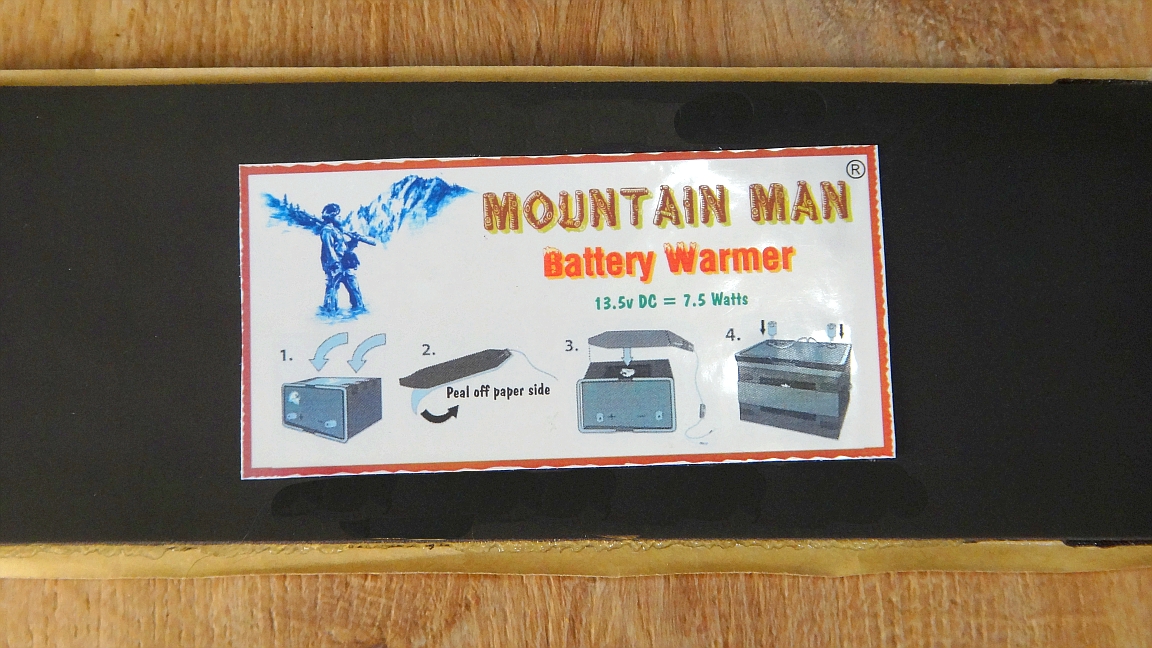 ®
MOUNTAIN MAN
Battery Warmer
13.5v DC = 7.5 Watts
1.
2.
3.
4.
Peal off paper side
+ −